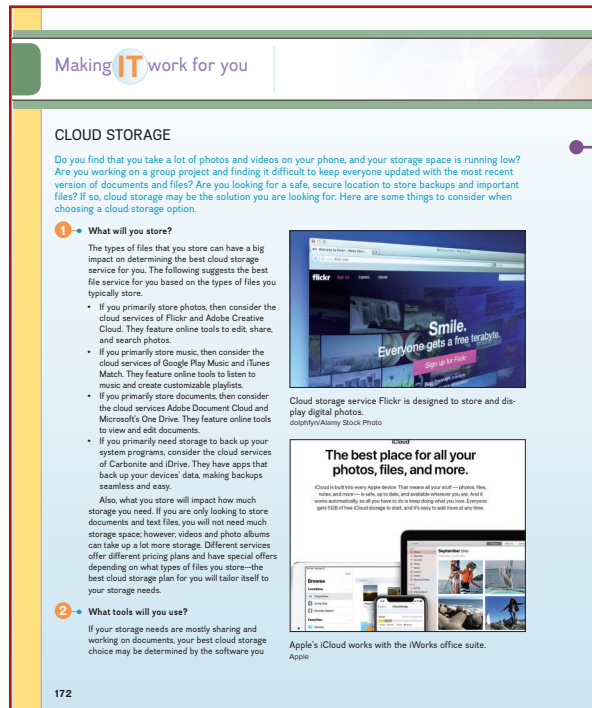 Making IT work for you
CLOUD STORAGE
Do you find that you take a lot of photos and videos on your phone, and your storage space is running low?
Are you working on a group project and finding it difficult to keep everyone updated with the most recent
version of documents and files? Are you looking for a safe, secure location to store backups and important
files? If so, cloud storage may be the solution you are looking for. Here are some things to consider when
choosing a cloud storage option.
1 What will you store?
The types of files that you store can have a big
impact on determining the best cloud storage
service for you. The following suggests the best
file service for you based on the types of files you
typically store.
• If you primarily store photos, then consider the
cloud services of Flickr and Adobe Creative
Cloud. They feature online tools to edit, share,
and search photos.
• If you primarily store music, then consider the
cloud services of Google Play Music and iTunes
Match. They feature online tools to listen to
music and create customizable playlists.
• If you primarily store documents, then consider
the cloud services Adobe Document Cloud and
Microsoft's One Drive. They feature online tools
to view and edit documents.
• If you primarily need storage to back up your
system programs, consider the cloud services
of Carbonite and iDrive. They have apps that
back up your devices' data, making backups
seamless and easy.
Also, what you store will impact how much
storage you need. If you are only looking to store
documents and text files, you will not need much
storage space; however, videos and photo albums
can take up a lot more storage. Different services
offer different pricing plans and have special offers
depending on what types of files you store—the
best cloud storage plan for you will tailor itself to
your storage needs.
2 What tools will you use?
If your storage needs are mostly sharing and
working on documents, your best cloud storage
choice may be determined by the software you
flickr Sign Up Explore Upload
Smile.
Everyone gets a free terabyte.
Sign up for Flickr
Cloud storage service Flickr is designed to store and dis-
play digital photos.
dolphfyn/Alamy Stock Photo
iCloud
The best place for all your
photos, files, and more.
iCloud is built into every Apple device. That means all your stuff — photos, files,
notes, and more — is safe, up to date, and available wherever you are. And it
works automatically, so all you have to do is keep doing what you love. Everyone
gets 5GB of free iCloud storage to start, and it's easy to add more at any time.
Browse
Locations
Favorites
September
Apple's iCloud works with the iWorks office suite.
Apple
172